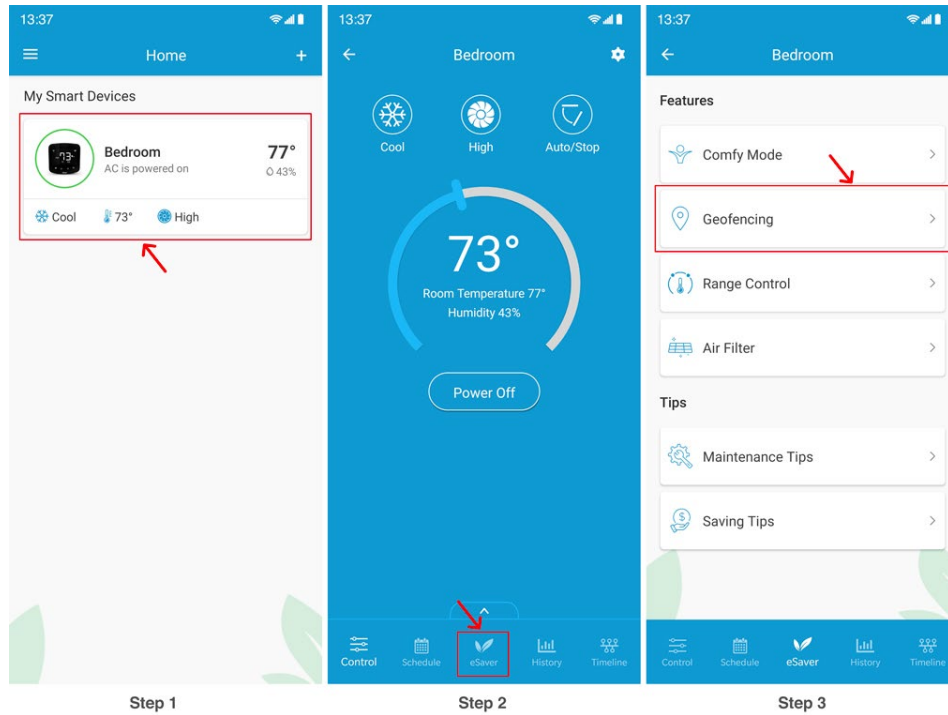 13:37
Home
+
My Smart Devices
-73-
Bedroom
AC is powered on
77°
43%
Cool
73°
High
Step 1
13:37
Bedroom
Cool
High
Auto/Stop
73°
Room Temperature 77°
Humidity 43%
Power Off
Control
Schedule
eSaver
History
Timeline
Step 2
13:37
Bedroom
Features
Comfy Mode
Geofencing
Range Control
Air Filter
Tips
Maintenance Tips
$
Saving Tips
Control
Schedule
eSaver
History
Timeline
Step 3